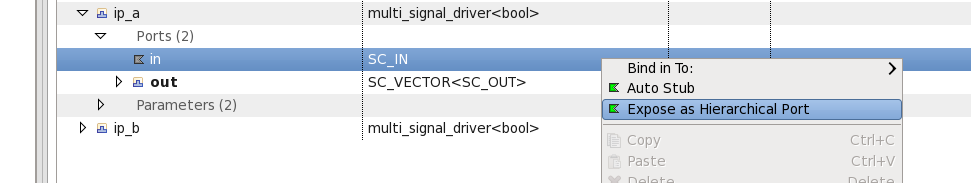 ip_a multi_signal_driver<bool>
Ports (2)
in SC_IN
Bind in To:
out SC_VECTOR<SC_OUT>
Auto Stub
Parameters (2)
Expose as Hierarchical Port
ip_b multi_signal_driver<bool>
Copy Ctrl+C
Paste Ctrl+V
Delete Delete